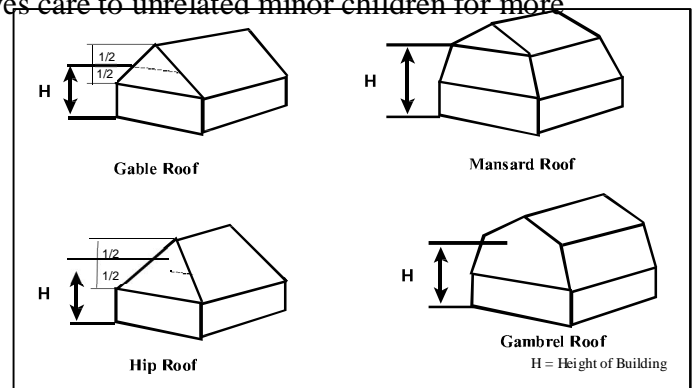 ves care to unrelated minor children for more
1/2
1/2
H
Gable Roof
H
Mansard Roof
1/2
1/2
H
Hip Roof
H
Gambrel Roof
H = Height of Building